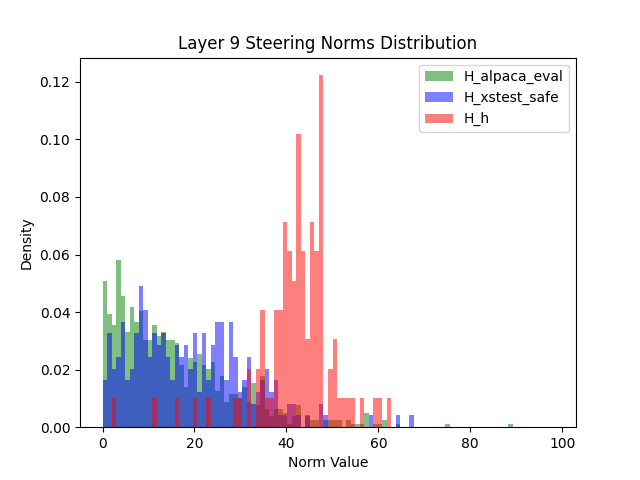 Layer 9 Steering Norms Distribution
H_alpaca_eval
H_xstest_safe
H_h
0.12
0.10
0.08
0.06
0.04
0.02
0.00
Density
0 20 40 60 80 100
Norm Value